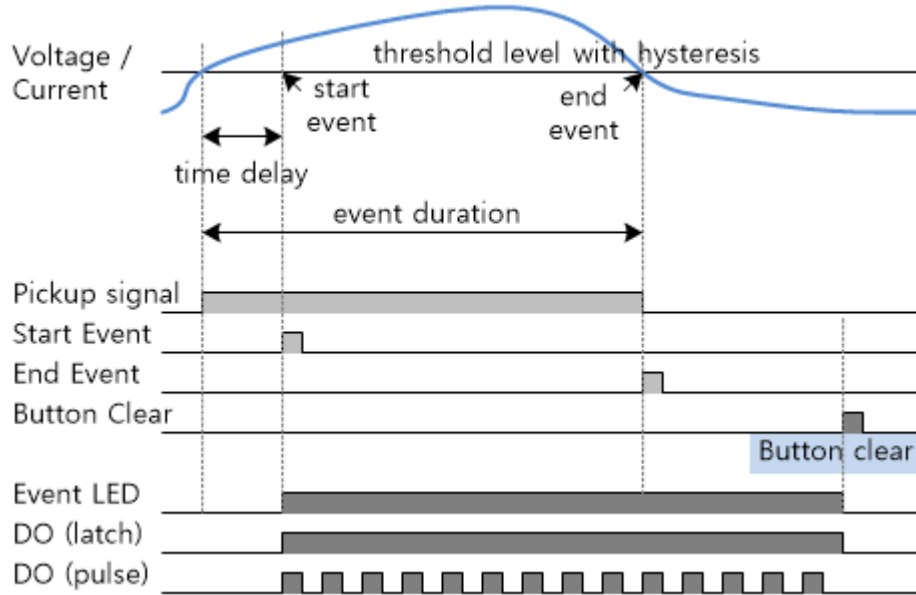 Voltage /
Current
threshold level with hysteresis
start
event
end
event
time delay
event duration
Pickup signal
Start Event
End Event
Button Clear
Button clear
Event LED
DO (latch)
DO (pulse)